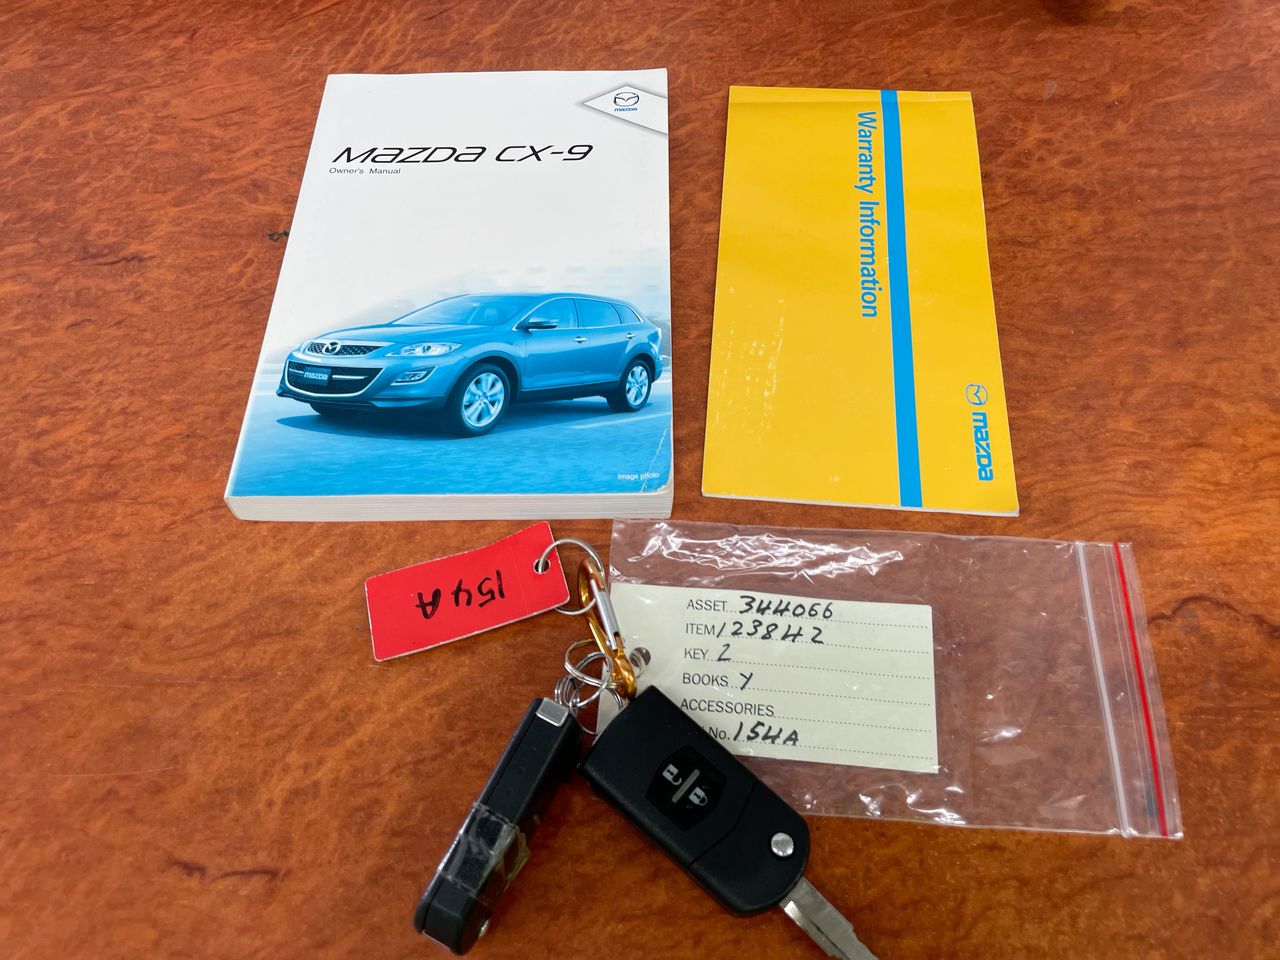 mazda
MAZDA CX-9
Owner's Manual
mazda
Image photo
Warranty Information
mazda
154A
ASSET 344066
ITEM 123842
KEY 2
BOOKS Y
ACCESSORIES
No. 154A